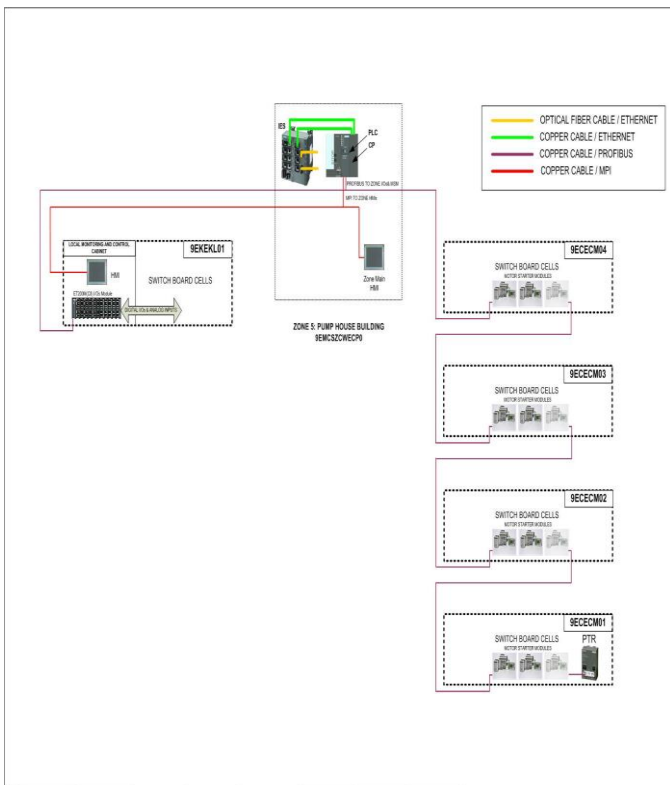 IES
PLC
CP
PROFIBUS TO ZONE I/Os& MSM
MPI TO ZONE HMIs
Zone Main
HMI
ZONE 5: PUMP HOUSE BUILDING
9EMCSZCWECP0
OPTICAL FIBER CABLE / ETHERNET
COPPER CABLE / ETHERNET
COPPER CABLE / PROFIBUS
COPPER CABLE / MPI
LOCAL MONITORING AND CONTROL
CABINET
9EKEKL01
HMI
SWITCH BOARD CELLS
I/Os Module
DIGITAL I/Os & ANALOG INPUTS
9ECECM04
SWITCH BOARD CELLS
MOTOR STARTER MODULES
9ECECM03
SWITCH BOARD CELLS
MOTOR STARTER MODULES
9ECECM02
SWITCH BOARD CELLS
MOTOR STARTER MODULES
9ECECM01
SWITCH BOARD CELLS
MOTOR STARTER MODULES
PTR